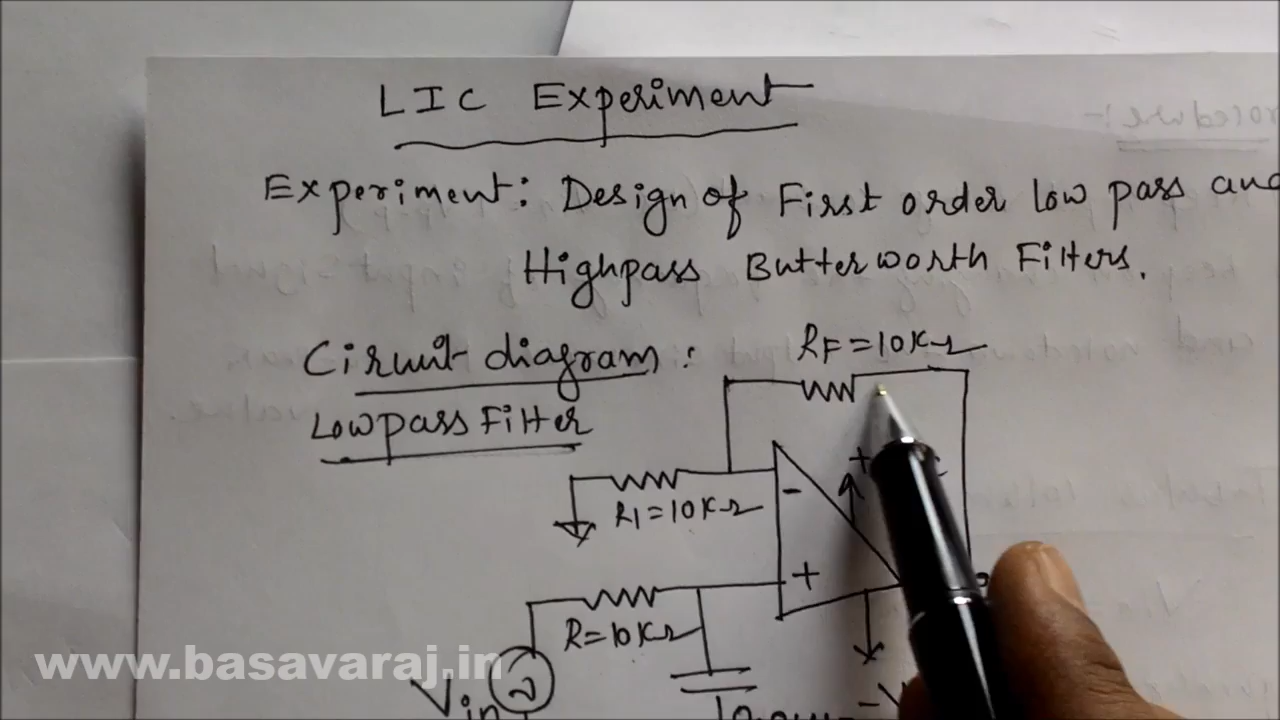 LIC Experiment
Experiment: Design of First order low pass and
Highpass Butterworth Filters.
Circuit diagram:
RF=10KΩ
Lowpass Filter
R1=10KΩ
-
+
R=10KΩ
Vin
www.basavaraj.in